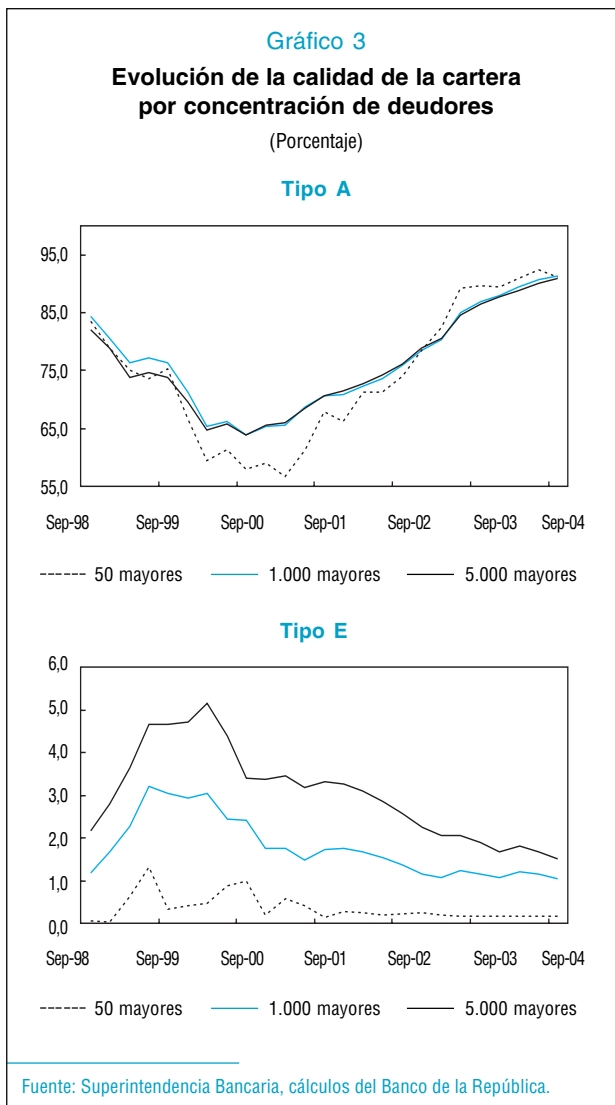 Gráfico 3
Evolución de la calidad de la cartera
por concentración de deudores
(Porcentaje)
Tipo A
95,0
85,0
75,0
65,0
55,0
Sep-98 Sep-99 Sep-00 Sep-01 Sep-02 Sep-03 Sep-04
50 mayores 1.000 mayores 5.000 mayores
Tipo E
6,0
5,0
4,0
3,0
2,0
1,0
0,0
Sep-98 Sep-99 Sep-00 Sep-01 Sep-02 Sep-03 Sep-04
50 mayores 1.000 mayores 5.000 mayores
Fuente: Superintendencia Bancaria, cálculos del Banco de la República.